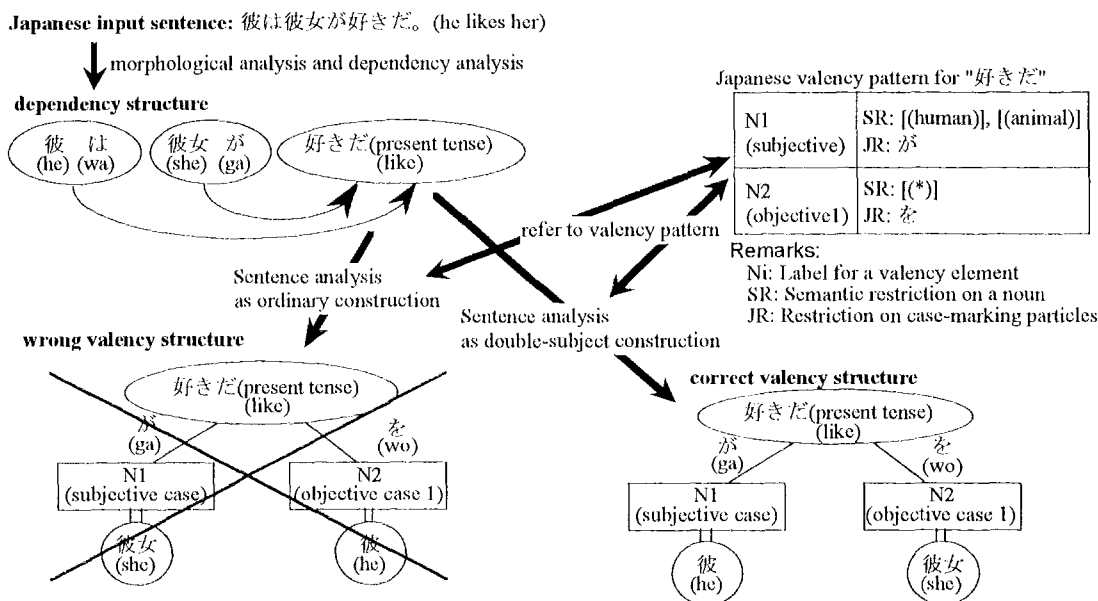 Japanese input sentence: 彼は彼女が好きだ。(he likes her)
morphological analysis and dependency analysis
dependency structure
彼 は
(he) (wa)
彼女 が
(she) (ga)
好きだ(present tense)
(like)
Japanese valency pattern for "好きだ"
N1
(subjective)
SR: [(human)], [(animal)]
JR: が
N2
(objective1)
SR: [(*)]
JR: を
Remarks:
Ni: Label for a valency element
SR: Semantic restriction on a noun
JR: Restriction on case-marking particles
refer to valency pattern
Sentence analysis
as ordinary construction
Sentence analysis
as double-subject construction
wrong valency structure
好きだ(present tense)
(like)
が
(ga)
を
(wo)
N1
(subjective case)
N2
(objective case 1)
彼女
(she)
彼
(he)
correct valency structure
好きだ(present tense)
(like)
が
(ga)
を
(wo)
N1
(subjective case)
N2
(objective case 1)
彼
(he)
彼女
(she)